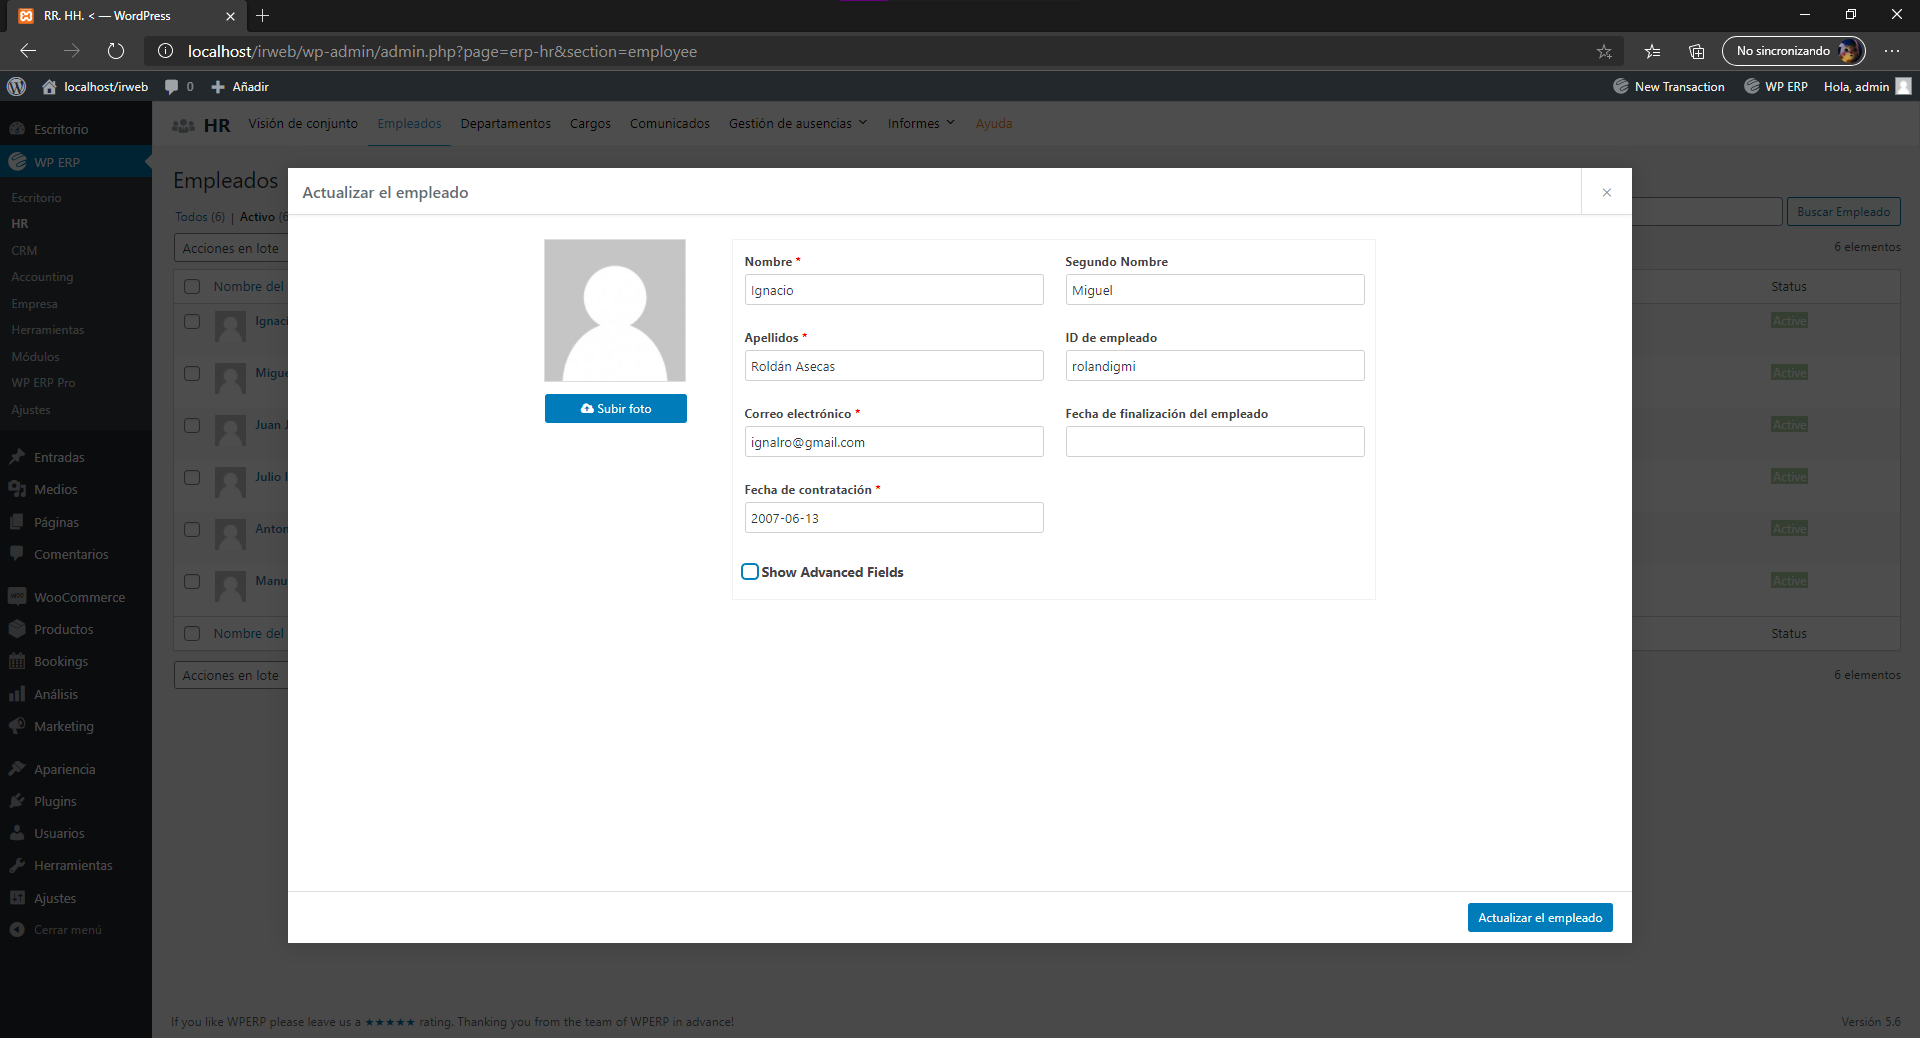 RR. HH. < — WordPress
localhost/irweb/wp-admin/admin.php?page=erp-hr&section=employee
No sincronizando
localhost/irweb 0 Añadir New Transaction WP ERP Hola, admin
Escritorio
WP ERP
Escritorio
HR
CRM
Accounting
Empresa
Herramientas
Módulos
WP ERP Pro
Ajustes
Entradas
Medios
Páginas
Comentarios
WooCommerce
Productos
Bookings
Análisis
Marketing
Apariencia
Plugins
Usuarios
Herramientas
Ajustes
Cerrar menú
HR Visión de conjunto Empleados Departamentos Cargos Comunicados Gestión de ausencias Informes Ayuda
Empleados
Todos (6) | Activo (6
Buscar Empleado
Acciones en lote
6 elementos
Nombre del
Status
Ignaci
Active
Migue
Active
Juan J
Active
Julio
Active
Anton
Active
Manu
Active
Nombre del
Status
Acciones en lote
6 elementos
Actualizar el empleado
×
Subir foto
Nombre *
Segundo Nombre
Ignacio
Miguel
Apellidos *
ID de empleado
Roldán Asecas
rolandigmi
Correo electrónico *
Fecha de finalización del empleado
ignalro@gmail.com
Fecha de contratación *
2007-06-13
Show Advanced Fields
Actualizar el empleado
If you like WPERP please leave us a ★★★★★ rating. Thanking you from the team of WPERP in advance!
Versión 5.6